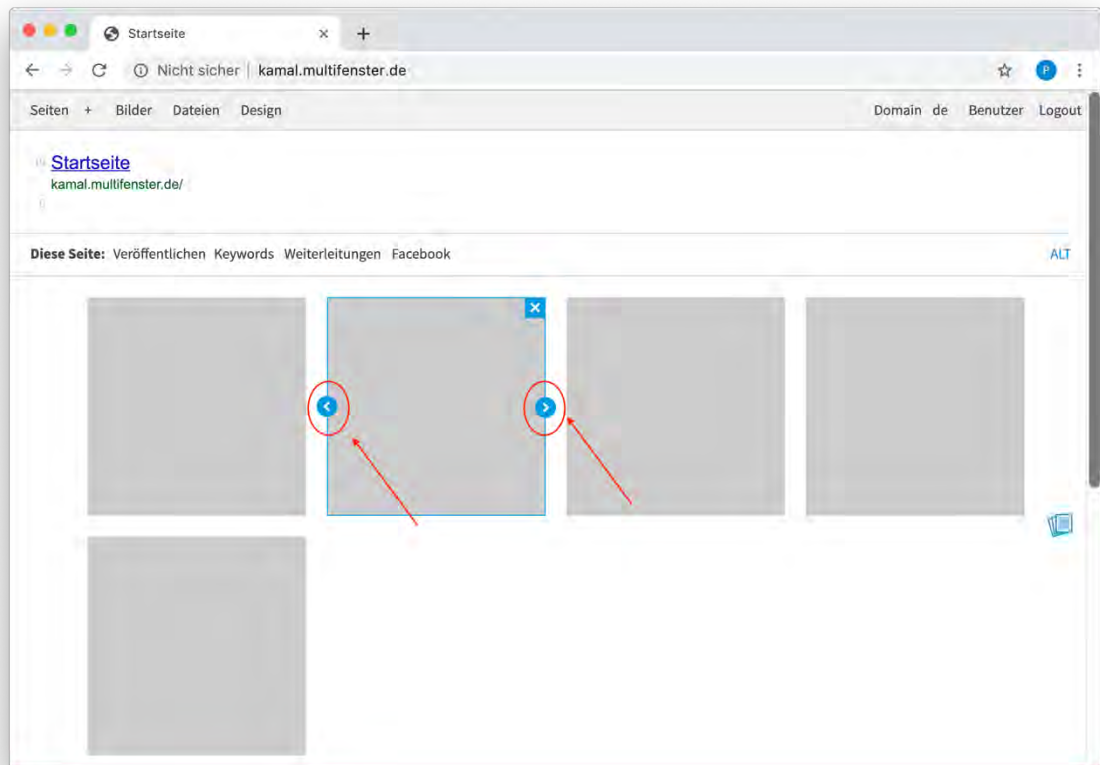 Startseite
Nicht sicher kamal.multifenster.de
P
Seiten + Bilder Dateien Design Domain de Benutzer Logout
Startseite
kamal.multifenster.de/
Diese Seite: Veröffentlichen Keywords Weiterleitungen Facebook ALT